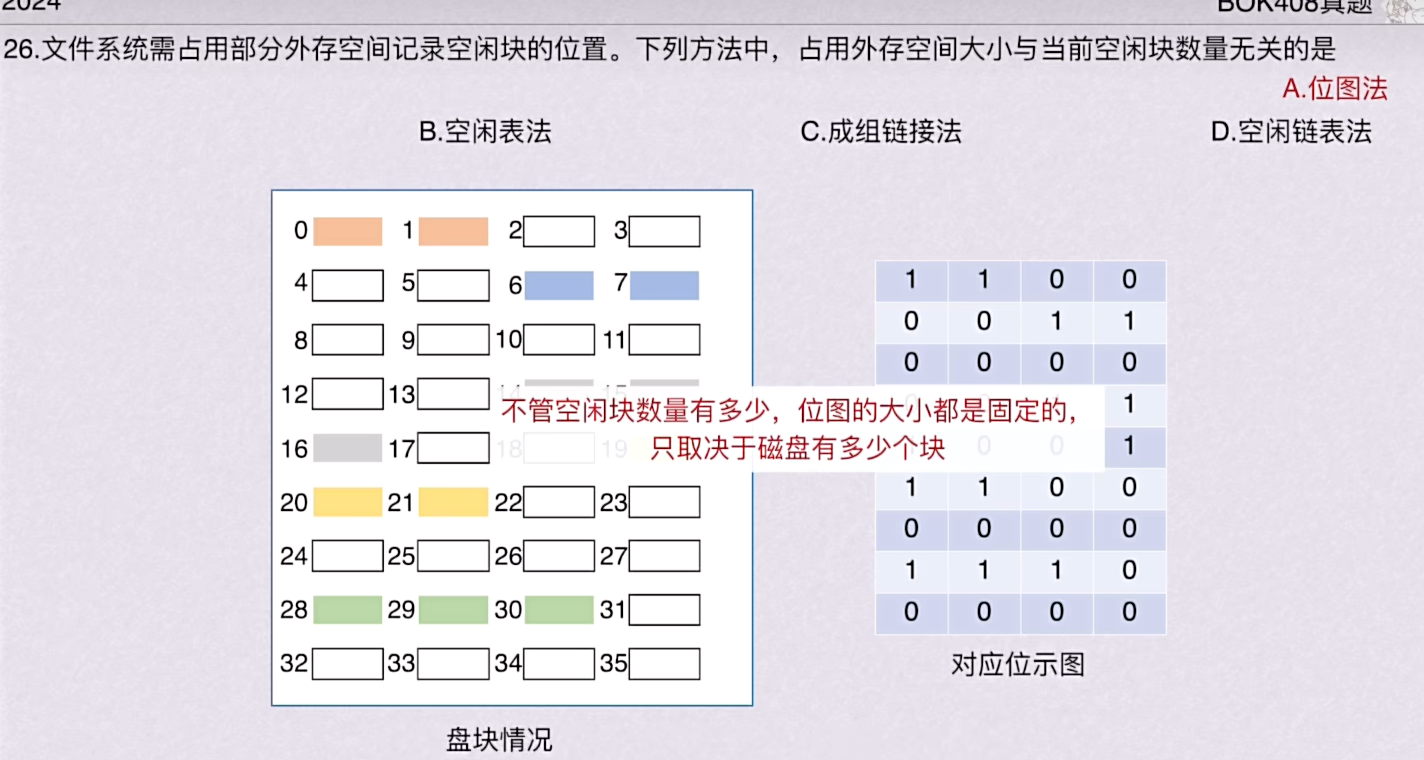 2024
BOK408真题
26.文件系统需占用部分外存空间记录空闲块的位置。下列方法中，占用外存空间大小与当前空闲块数量无关的是
A.位图法
B.空闲表法 C.成组链接法 D.空闲链表法
0 1 2 3
4 5 6 7
8 9 10 11
12 13 14 15
16 17 18 19
20 21 22 23
24 25 26 27
28 29 30 31
32 33 34 35
盘块情况
不管空闲块数量有多少，位图的大小都是固定的，
只取决于磁盘有多少个块
1 1 0 0
0 0 1 1
0 0 0 0
1
0 0 1
1 1 0 0
0 0 0 0
1 1 1 0
0 0 0 0
对应位示图